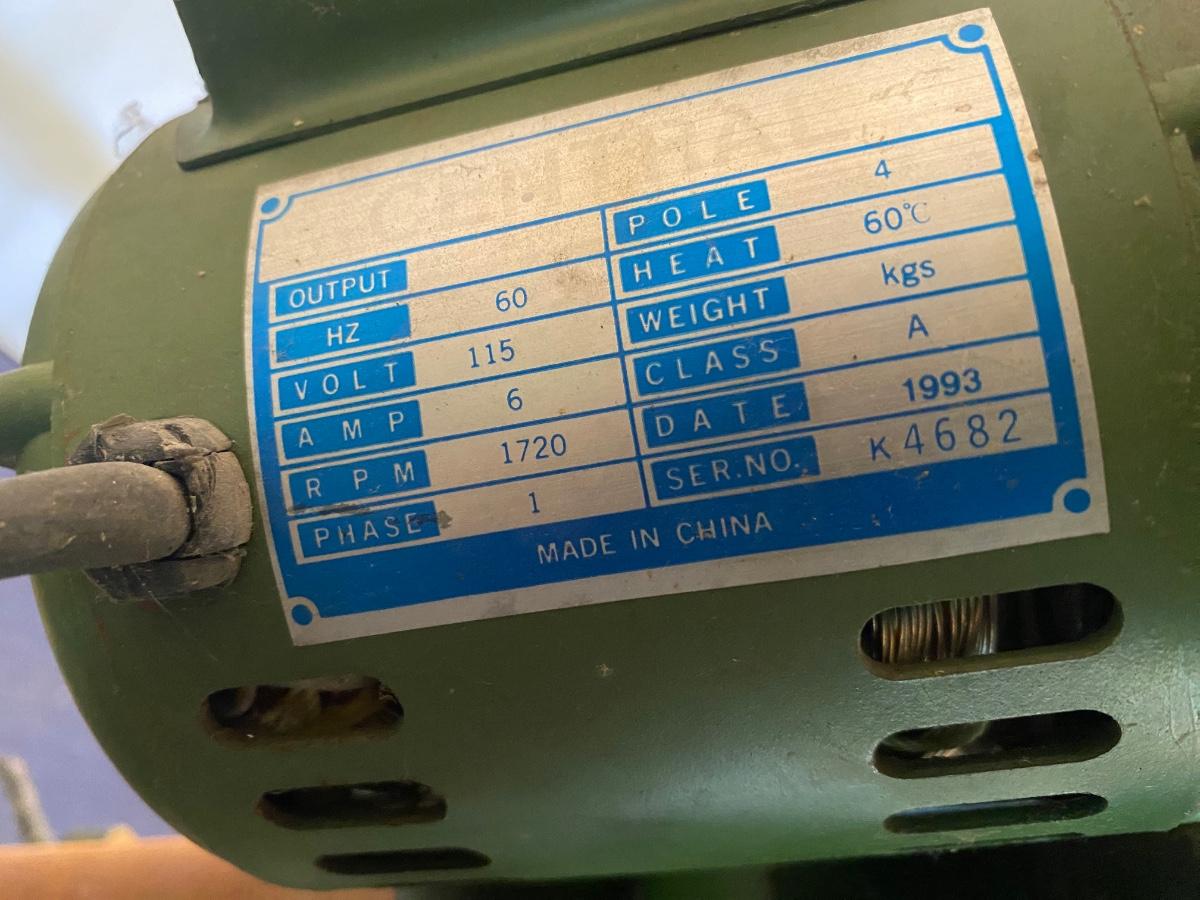 OUTPUT POLE 4
HZ 60 HEAT 60℃
VOLT 115 WEIGHT kgs
AMP 6 CLASS A
RPM 1720 DATE 1993
PHASE 1 SER.NO. K4682
MADE IN CHINA